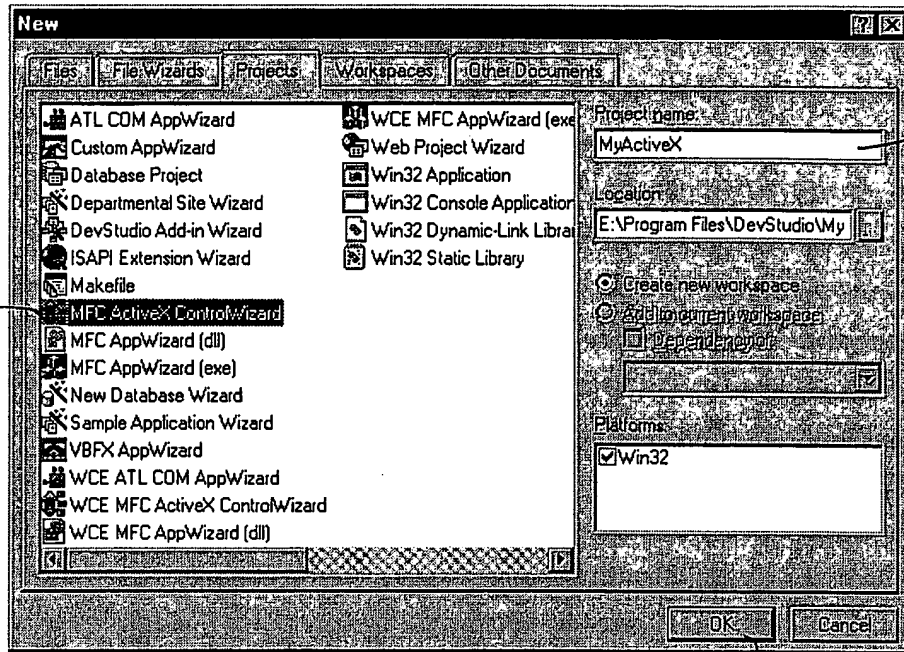 New
Files
File Wizards
Projects
Workspaces
Other Documents
ATL COM AppWizard
Custom AppWizard
Database Project
Departmental Site Wizard
DevStudio Add-in Wizard
ISAPI Extension Wizard
Makefile
MFC ActiveX ControlWizard
MFC AppWizard (dll)
MFC AppWizard (exe)
New Database Wizard
Sample Application Wizard
VBFX AppWizard
WCE ATL COM AppWizard
WCE MFC ActiveX ControlWizard
WCE MFC AppWizard (dll)
WCE MFC AppWizard (exe
Web Project Wizard
Win32 Application
Win32 Console Application
Win32 Dynamic-Link Librar
Win32 Static Library
Project name:
MyActiveX
Location:
E:\Program Files\DevStudio\My
...
Create new workspace
Add to current workspace
Dependency of:
Platforms:
Win32
OK
Cancel